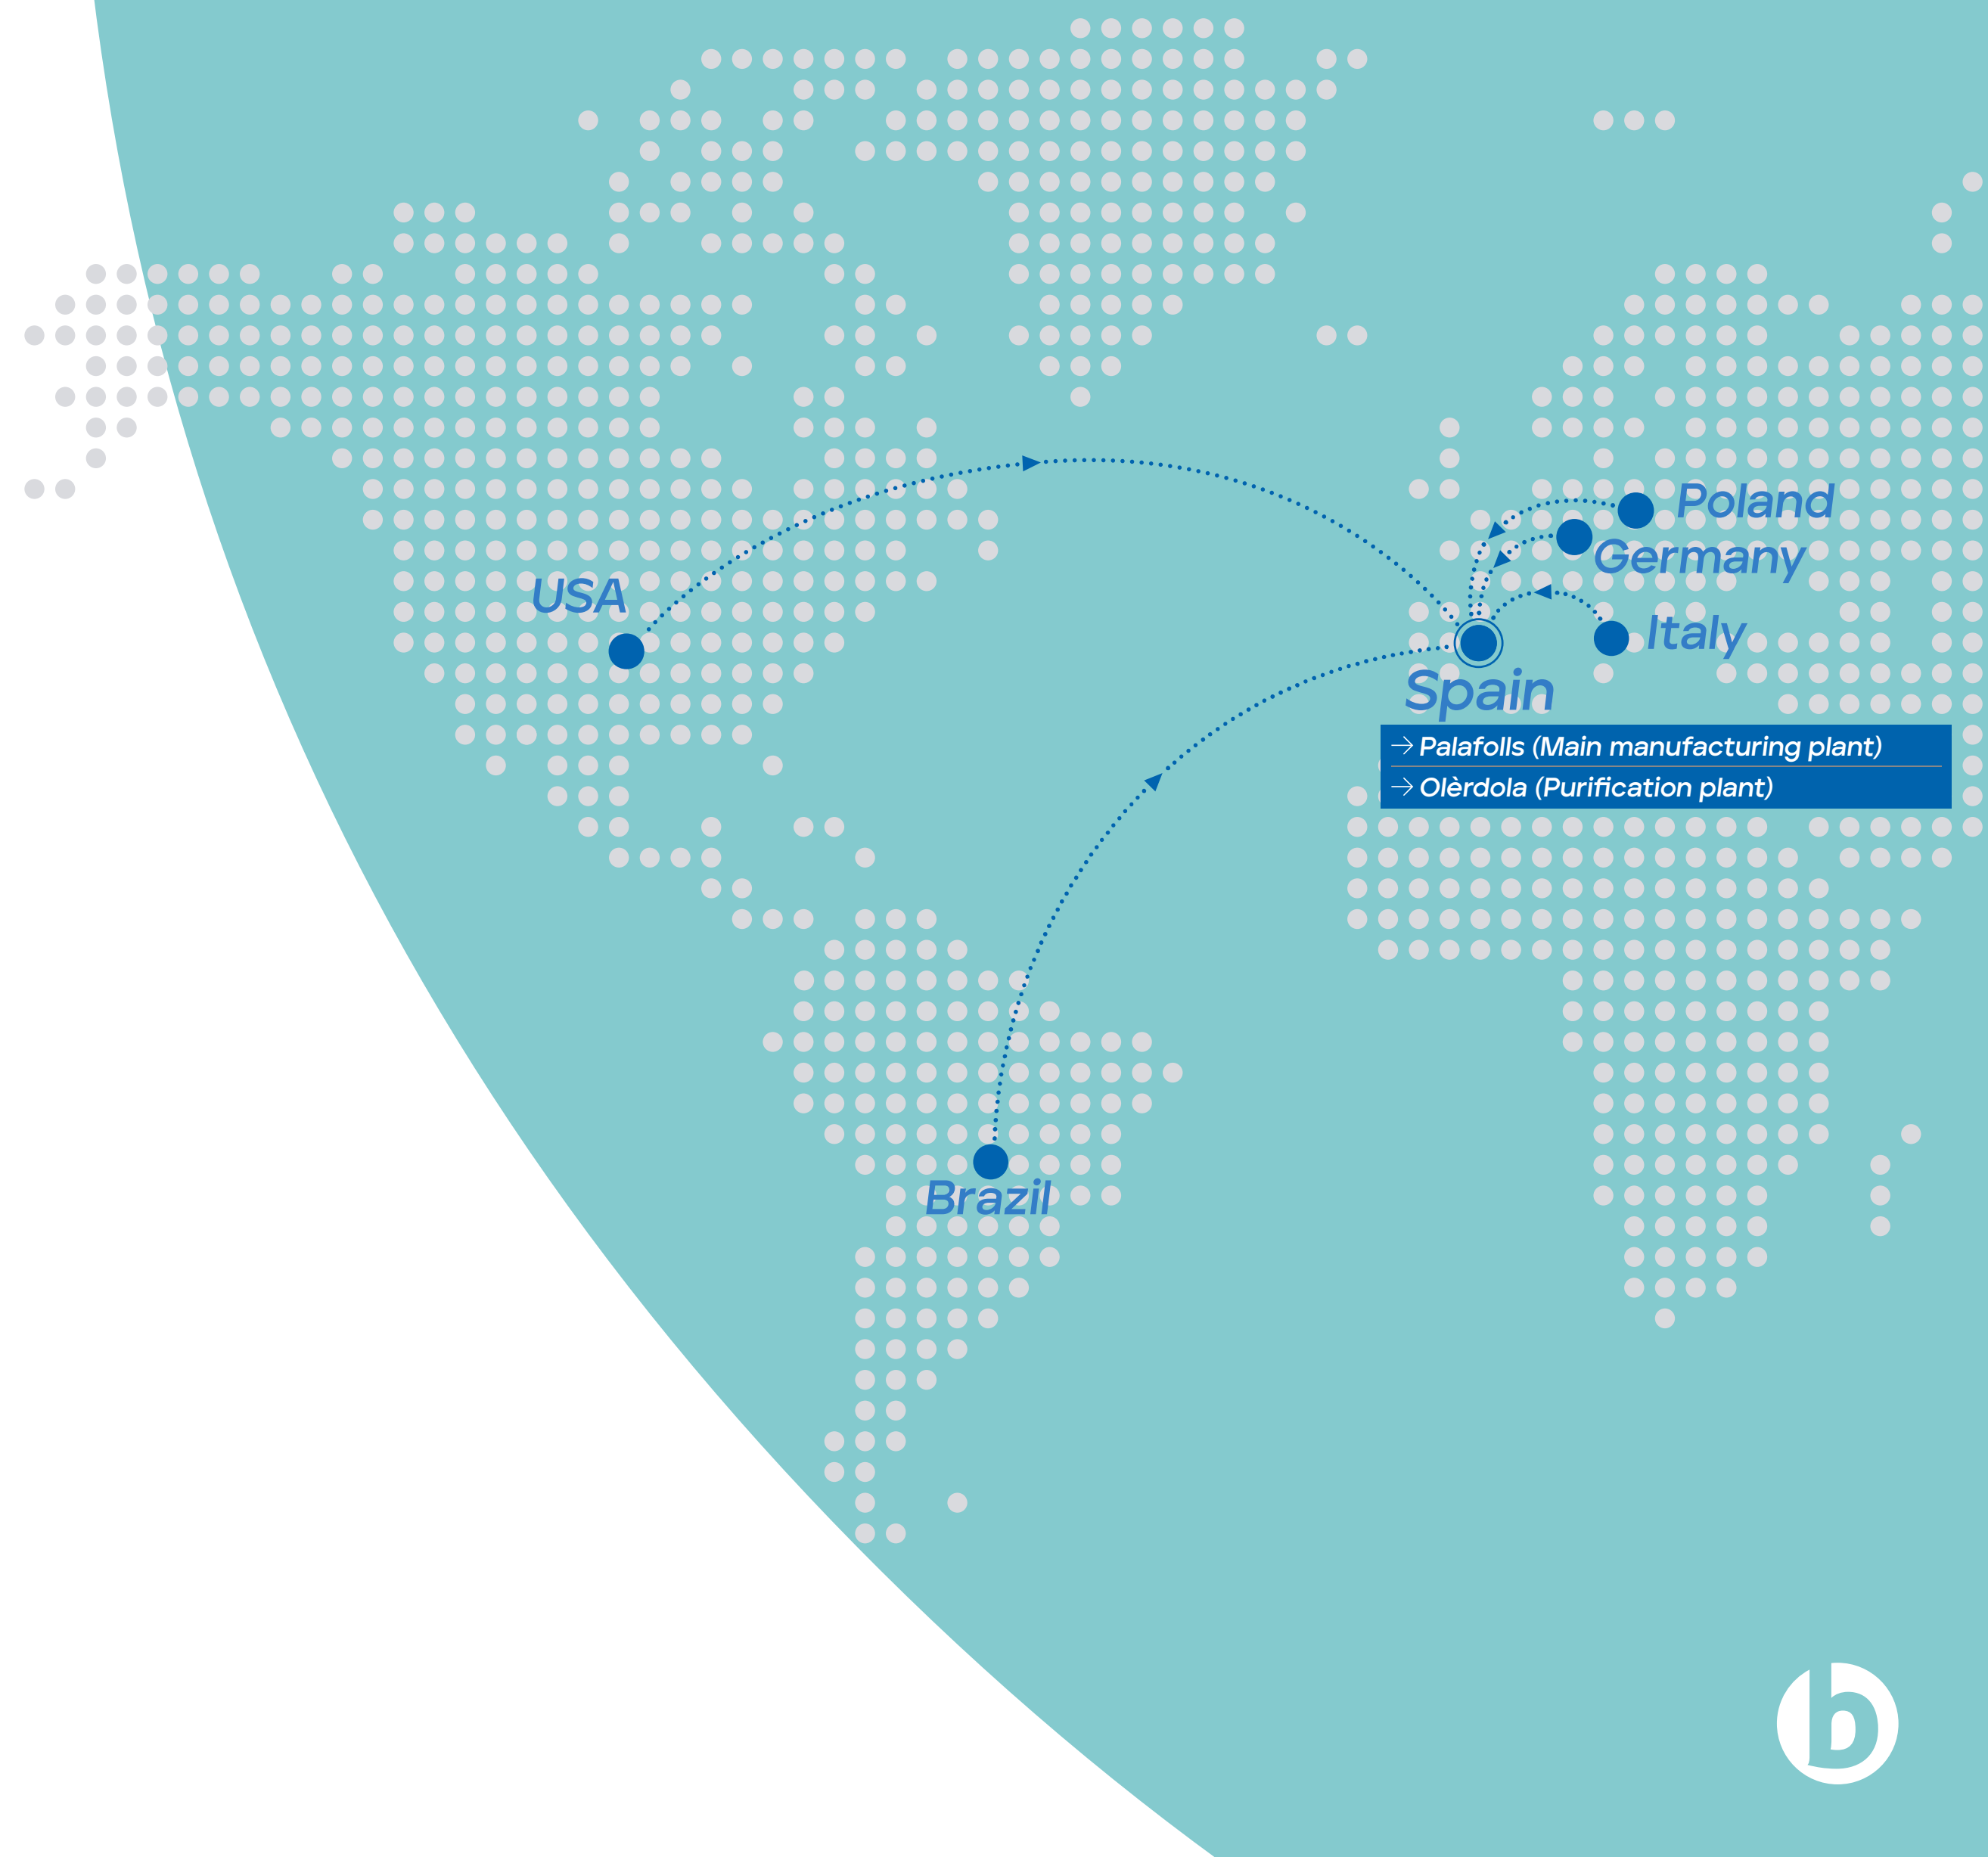 Poland
Germany
USA
Italy
Spain
→ Palafolls (Main manufacturing plant)
→ Olèrdola (Purification plant)
Brazil
b